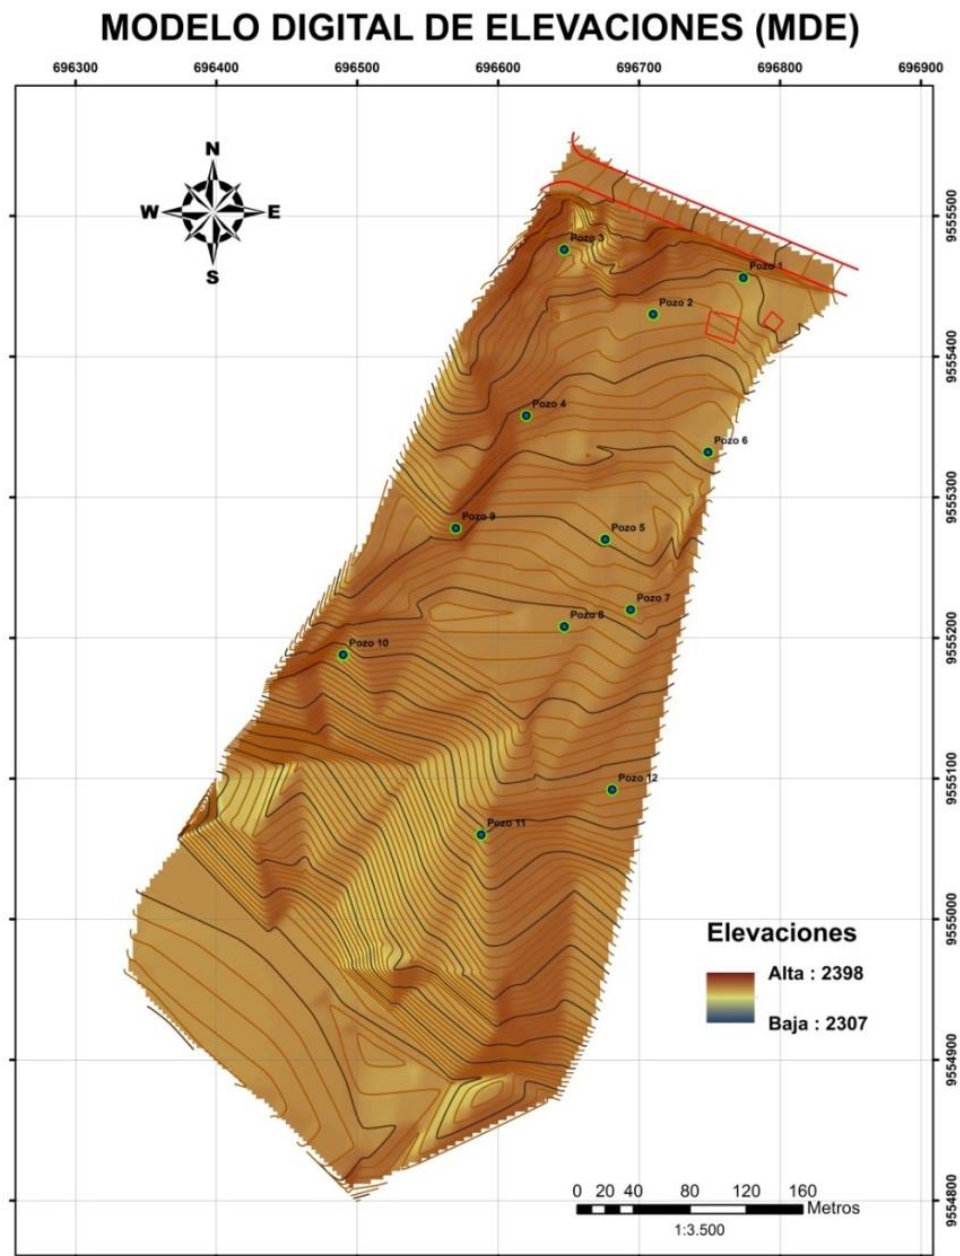 MODELO DIGITAL DE ELEVACIONES (MDE)
696300 696400 696500 696600 696700 696800 696900
N
W E
S
9555500
Pozo 3
Pozo 1
Pozo 2
9555400
Pozo 4
Pozo 6
9555300
Pozo 9
Pozo 5
Pozo 7
Pozo 8
9555200
Pozo 10
9555100
Pozo 12
Pozo 11
9555000
Elevaciones
Alta : 2398
Baja : 2307
9554900
0 20 40 80 120 160
Metros
1:3.500
9554800